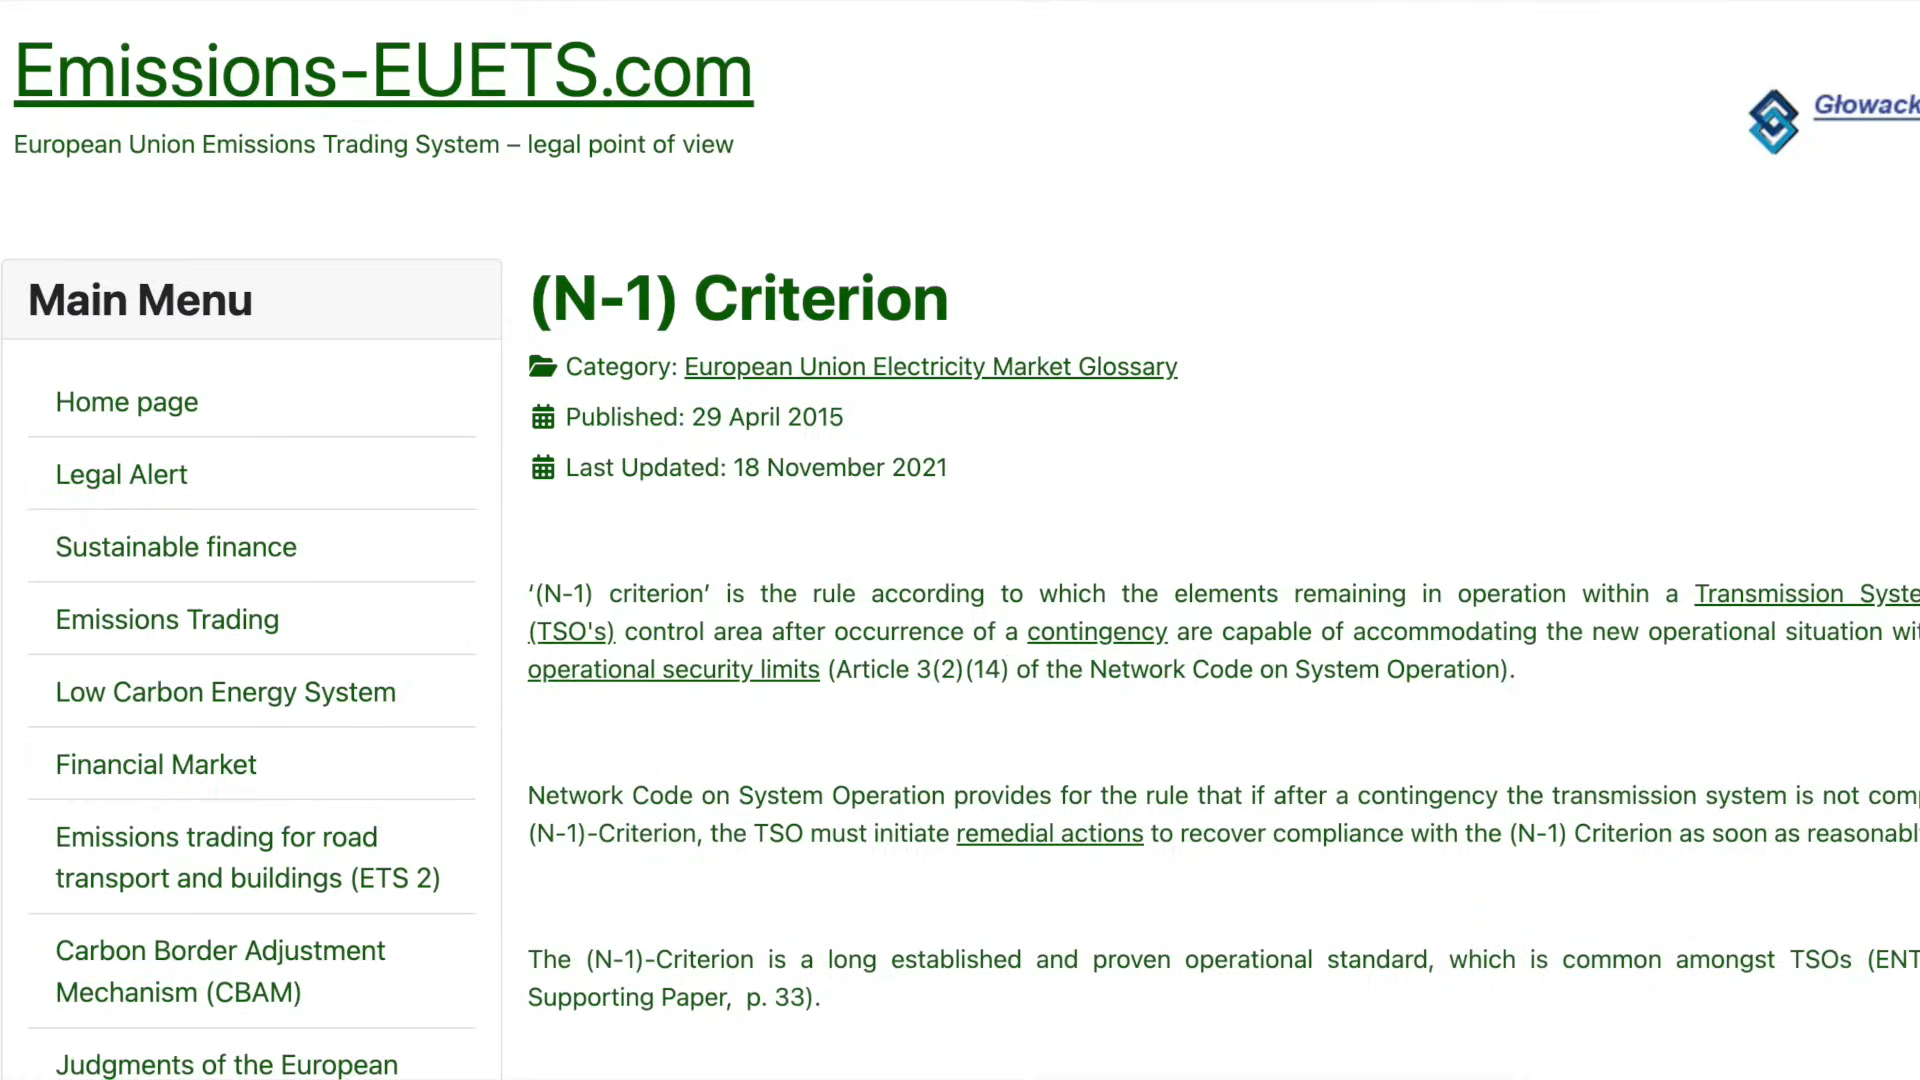 Emissions-EUETS.com
European Union Emissions Trading System – legal point of view
Main Menu
Home page
Legal Alert
Sustainable finance
Emissions Trading
Low Carbon Energy System
Financial Market
Emissions trading for road
transport and buildings (ETS 2)
Carbon Border Adjustment
Mechanism (CBAM)
Judgments of the European
(N-1) Criterion
Category: European Union Electricity Market Glossary
Published: 29 April 2015
Last Updated: 18 November 2021
‘(N-1) criterion’ is the rule according to which the elements remaining in operation within a Transmission
(TSO's) control area after occurrence of a contingency are capable of accommodating the new operational situation
operational security limits (Article 3(2)(14) of the Network Code on System Operation).
Network Code on System Operation provides for the rule that if after a contingency the transmission system is not
(N-1)-Criterion, the TSO must initiate remedial actions to recover compliance with the (N-1) Criterion as soon as
The (N-1)-Criterion is a long established and proven operational standard, which is common amongst TSOs
Supporting Paper, p. 33).